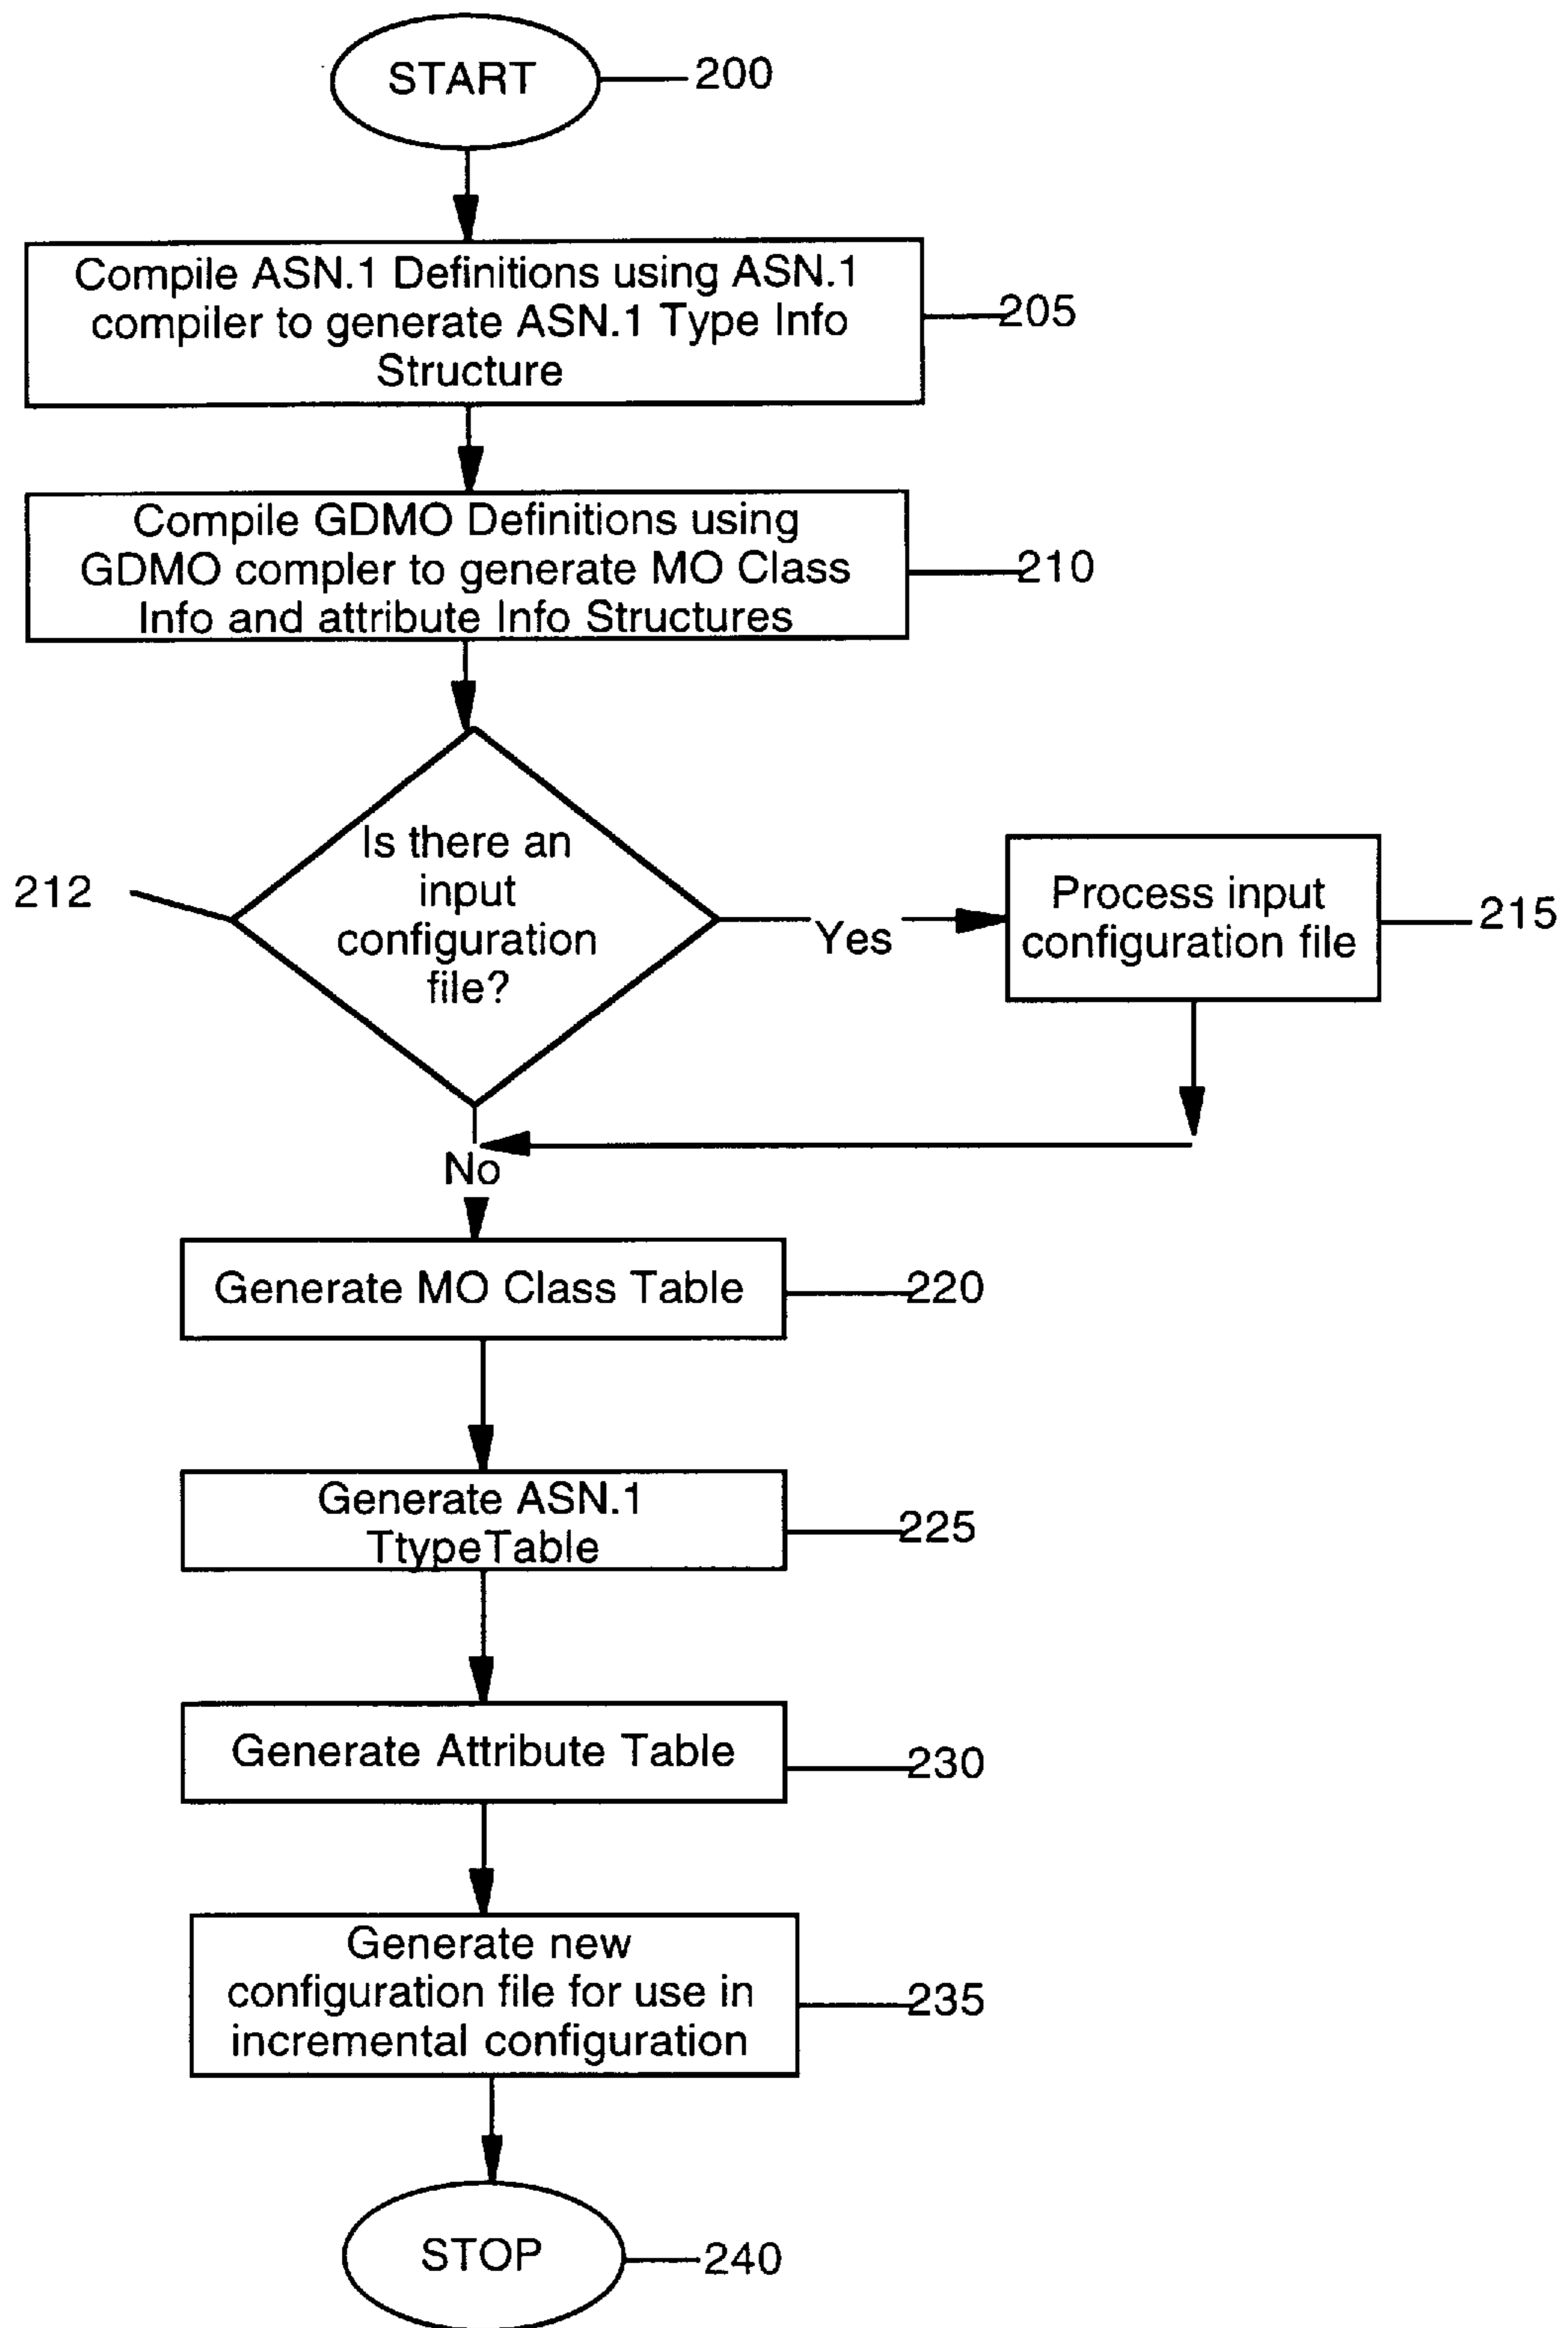 START
200
Compile ASN.1 Definitions using ASN.1
compiler to generate ASN.1 Type Info
Structure
205
Compile GDMO Definitions using
GDMO compler to generate MO Class
Info and attribute Info Structures
210
Is there an
input
configuration
file?
212
Yes
Process input
configuration file
215
No
Generate MO Class Table
220
Generate ASN.1
TtypeTable
225
Generate Attribute Table
230
Generate new
configuration file for use in
incremental configuration
235
STOP
240